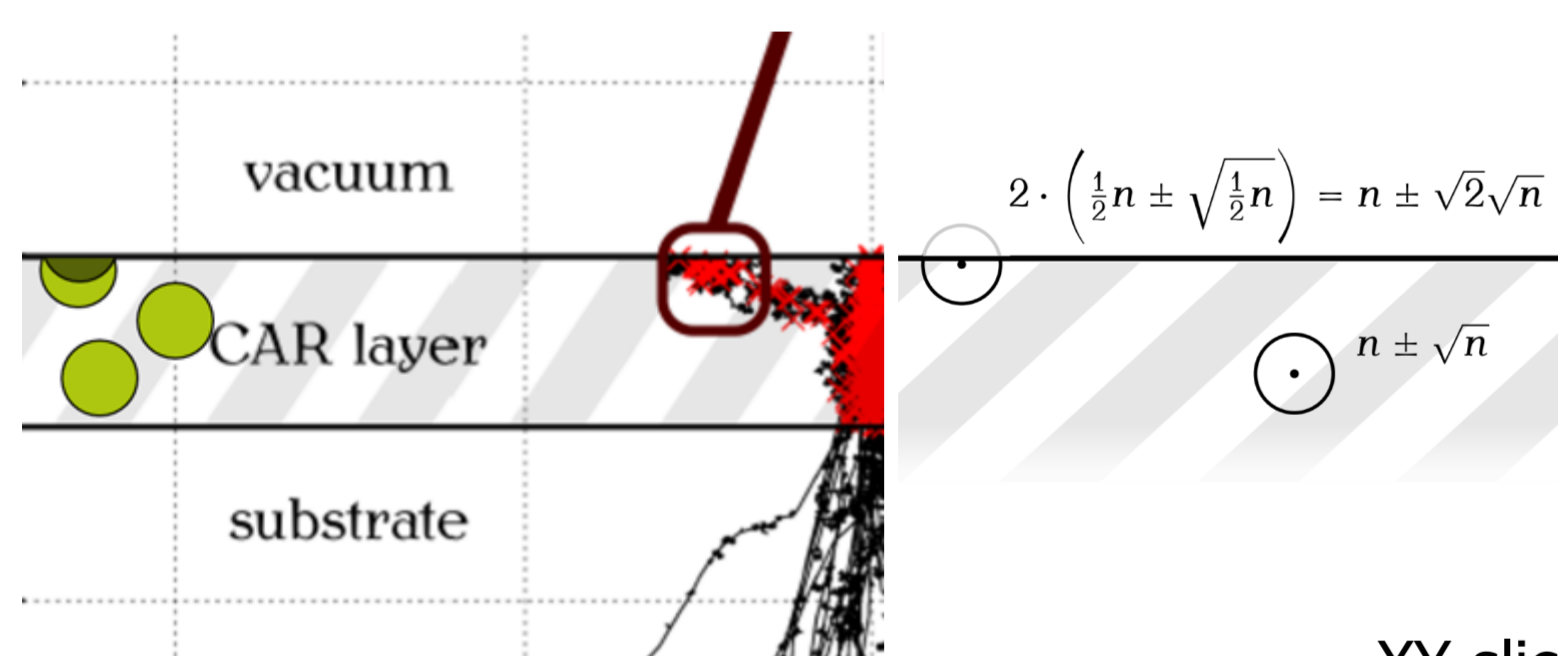 vacuum
CAR layer
substrate
2 · (½n ± √(½n)) = n ± √2√n
n ± √n